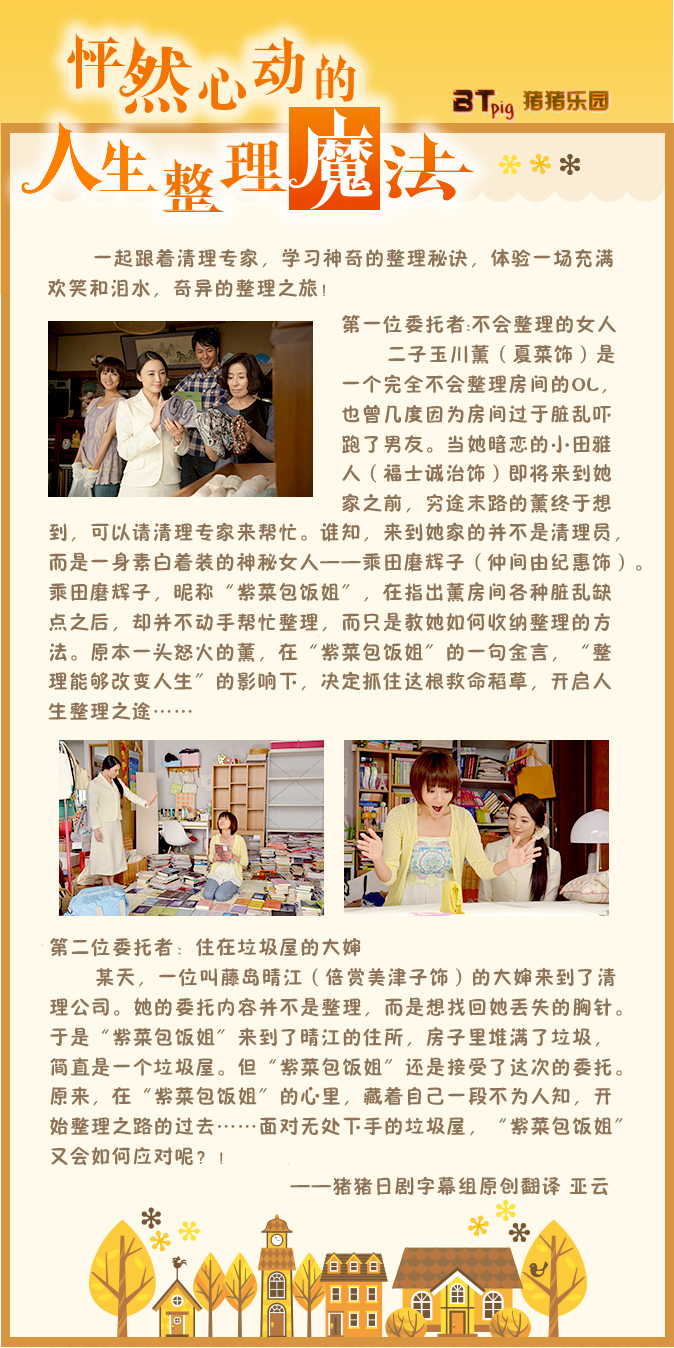 怦然心动的
BTpig 猪猪乐园
人生整理魔法
一起跟着清理专家，学习神奇的整理秘诀，体验一场充满
欢笑和泪水，奇异的整理之旅！
第一位委托者:不会整理的女人
二子玉川薰（夏菜饰）是
一个完全不会整理房间的OL，
也曾几度因为房间过于脏乱吓
跑了男友。当她暗恋的小田雅
人（福士诚治饰）即将来到她
家之前，穷途末路的薰终于想
到，可以请清理专家来帮忙。谁知，来到她家的并不是清理员，
而是一身素白着装的神秘女人——乘田磨辉子（仲间由纪惠饰）。
乘田磨辉子，昵称“紫菜包饭姐”，在指出薰房间各种脏乱缺
点之后，却并不动手帮忙整理，而只是教她如何收纳整理的方
法。原本一头怒火的薰，在“紫菜包饭姐”的一句金言，“整
理能够改变人生”的影响下，决定抓住这根救命稻草，开启人
生整理之途……
第二位委托者：住在垃圾屋的大婶
某天，一位叫藤岛晴江（倍赏美津子饰）的大婶来到了清
理公司。她的委托内容并不是整理，而是想找回她丢失的胸针。
于是“紫菜包饭姐”来到了晴江的住所，房子里堆满了垃圾，
简直是一个垃圾屋。但“紫菜包饭姐”还是接受了这次的委托。
原来，在“紫菜包饭姐”的心里，藏着自己一段不为人知，开
始整理之路的过去……面对无处下手的垃圾屋，“紫菜包饭姐”
又会如何应对呢？！
——猪猪日剧字幕组原创翻译 亚云